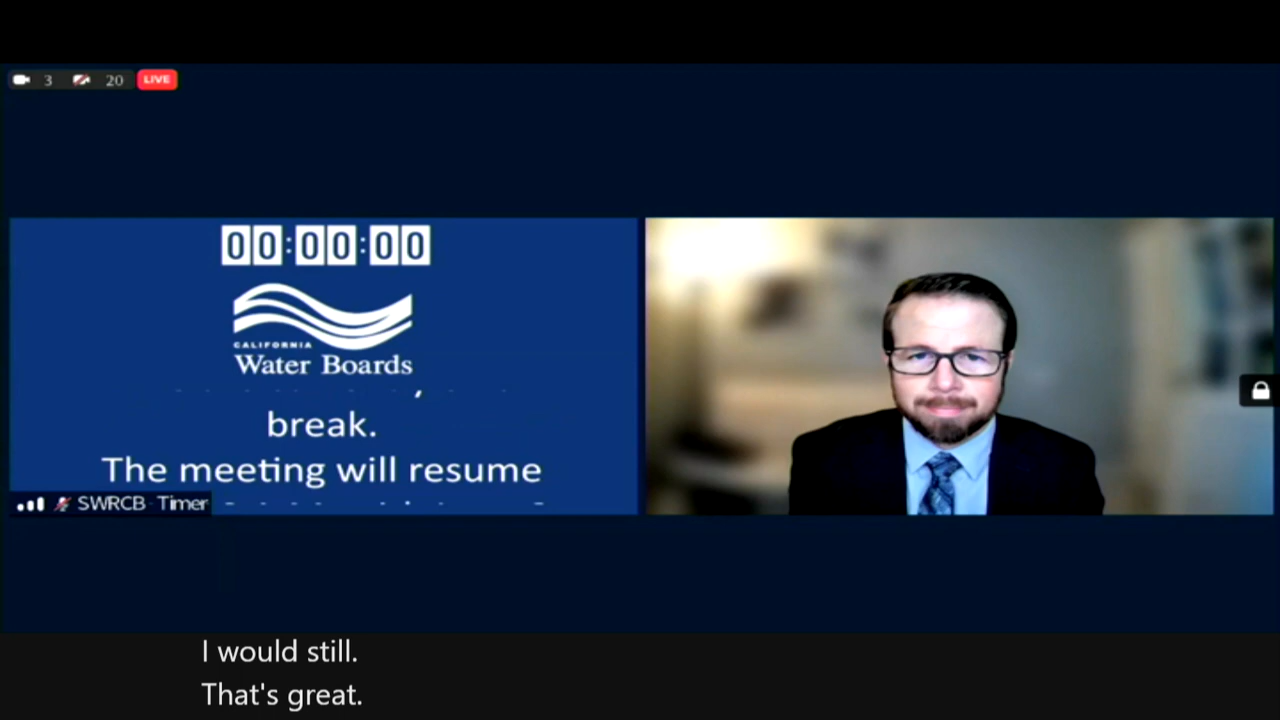 3 20 LIVE
00:00:00
CALIFORNIA
Water Boards
break.
The meeting will resume
SWRCB - Timer
I would still.
That's great.